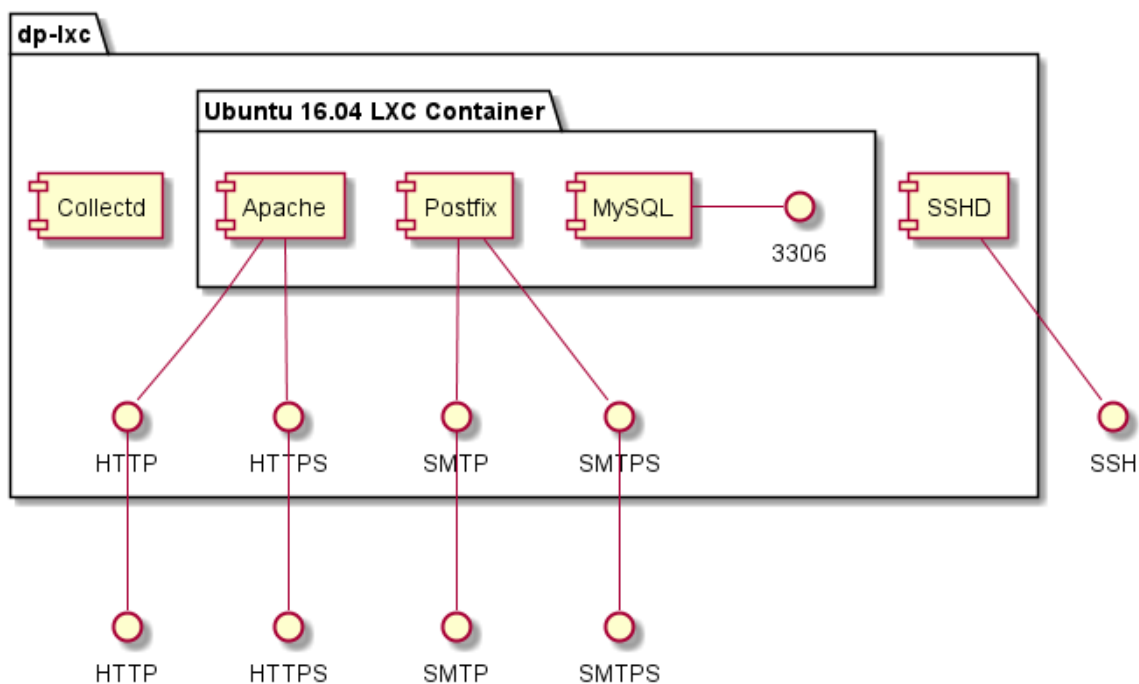 dp-lxc
Ubuntu 16.04 LXC Container
Collectd
Apache
Postfix
MySQL
SSHD
3306
HTTP
HTTPS
SMTP
SMTPS
SSH
HTTP
HTTPS
SMTP
SMTPS